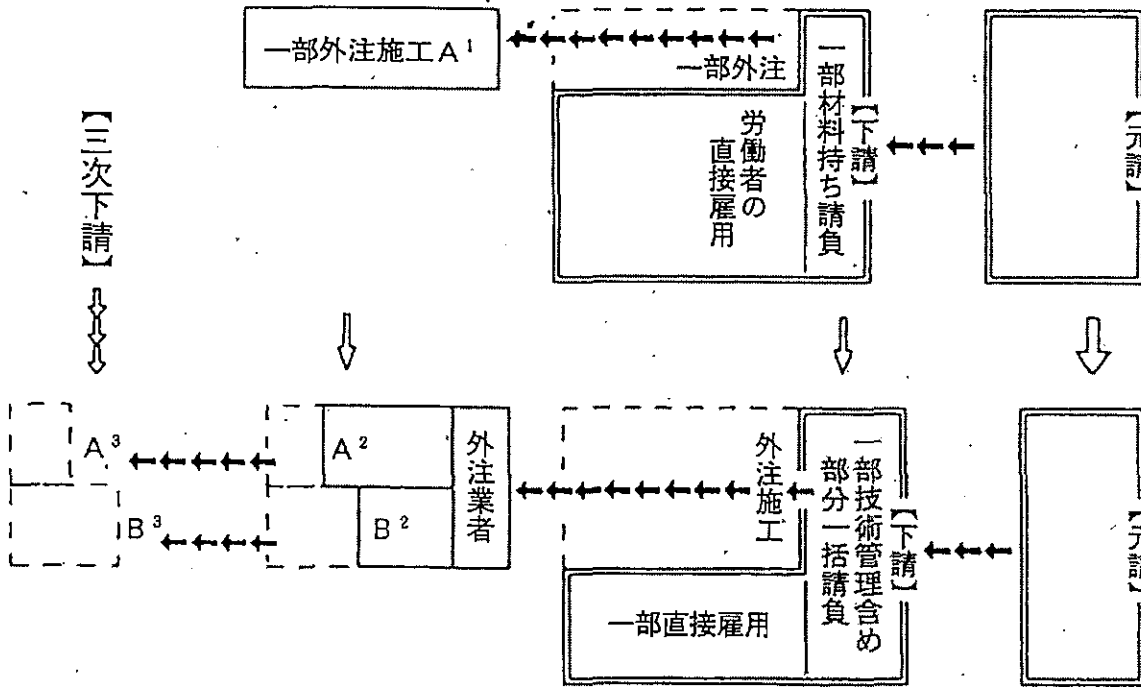 【元請】
【下請】
一部材料持ち請負
一部外注
労働者の
直接雇用
一部外注施工A¹
【三次下請】
【元請】
【下請】
一部技術管理含め
部分一括請負
外注施工
一部直接雇用
外注業者
A²
B²
A³
B³